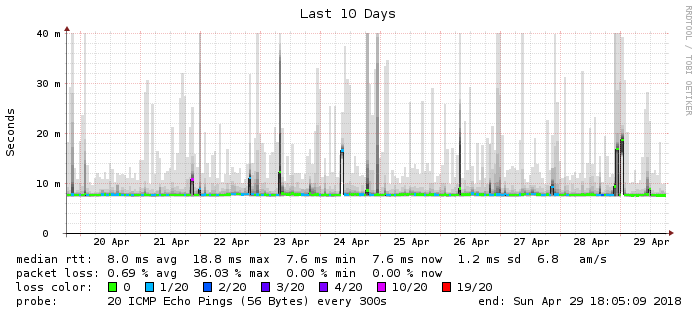 Last 10 Days
RRDTOOL / TOBI OETIKER
Seconds
40 m
30 m
20 m
10 m
0
20 Apr 21 Apr 22 Apr 23 Apr 24 Apr 25 Apr 26 Apr 27 Apr 28 Apr 29 Apr
median rtt: 8.0 ms avg 18.8 ms max 7.6 ms min 7.6 ms now 1.2 ms sd 6.8 am/s
packet loss: 0.69 % avg 36.03 % max 0.00 % min 0.00 % now
loss color: 0 1/20 2/20 3/20 4/20 10/20 19/20
probe: 20 ICMP Echo Pings (56 Bytes) every 300s end: Sun Apr 29 18:05:09 2018